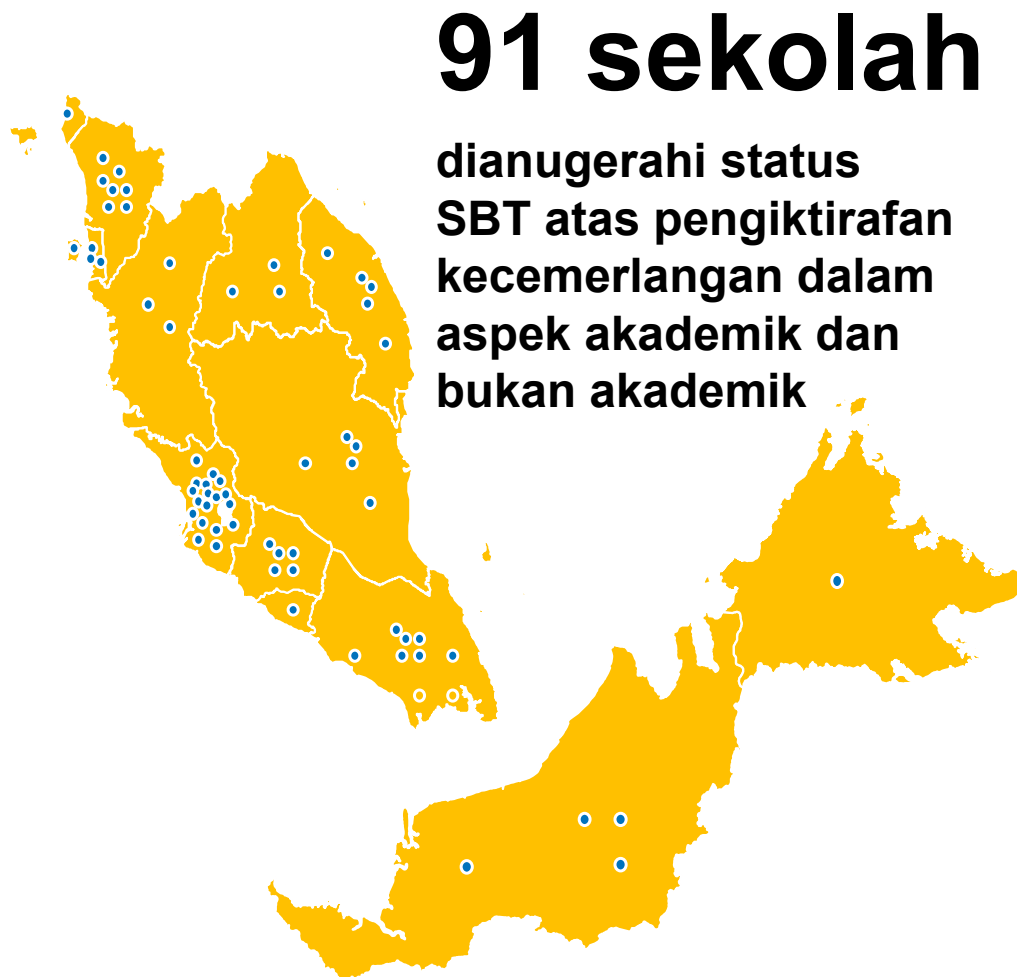 91 sekolah
dianugerahi status
SBT atas pengiktirafan
kecemerlangan dalam
aspek akademik dan
bukan akademik